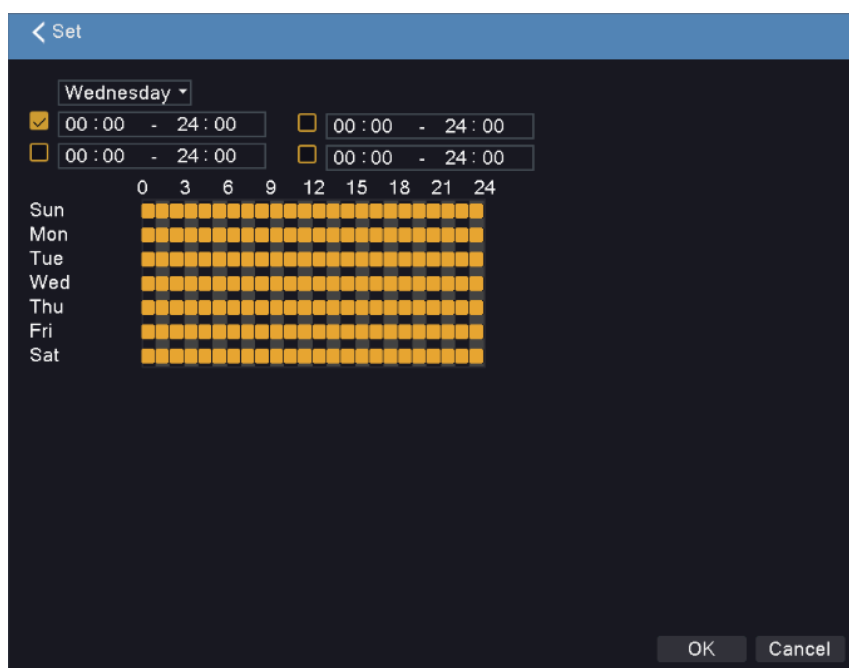 Set
Wednesday
00:00 - 24:00 00:00 - 24:00
00:00 - 24:00 00:00 - 24:00
0 3 6 9 12 15 18 21 24
Sun
Mon
Tue
Wed
Thu
Fri
Sat
OK Cancel